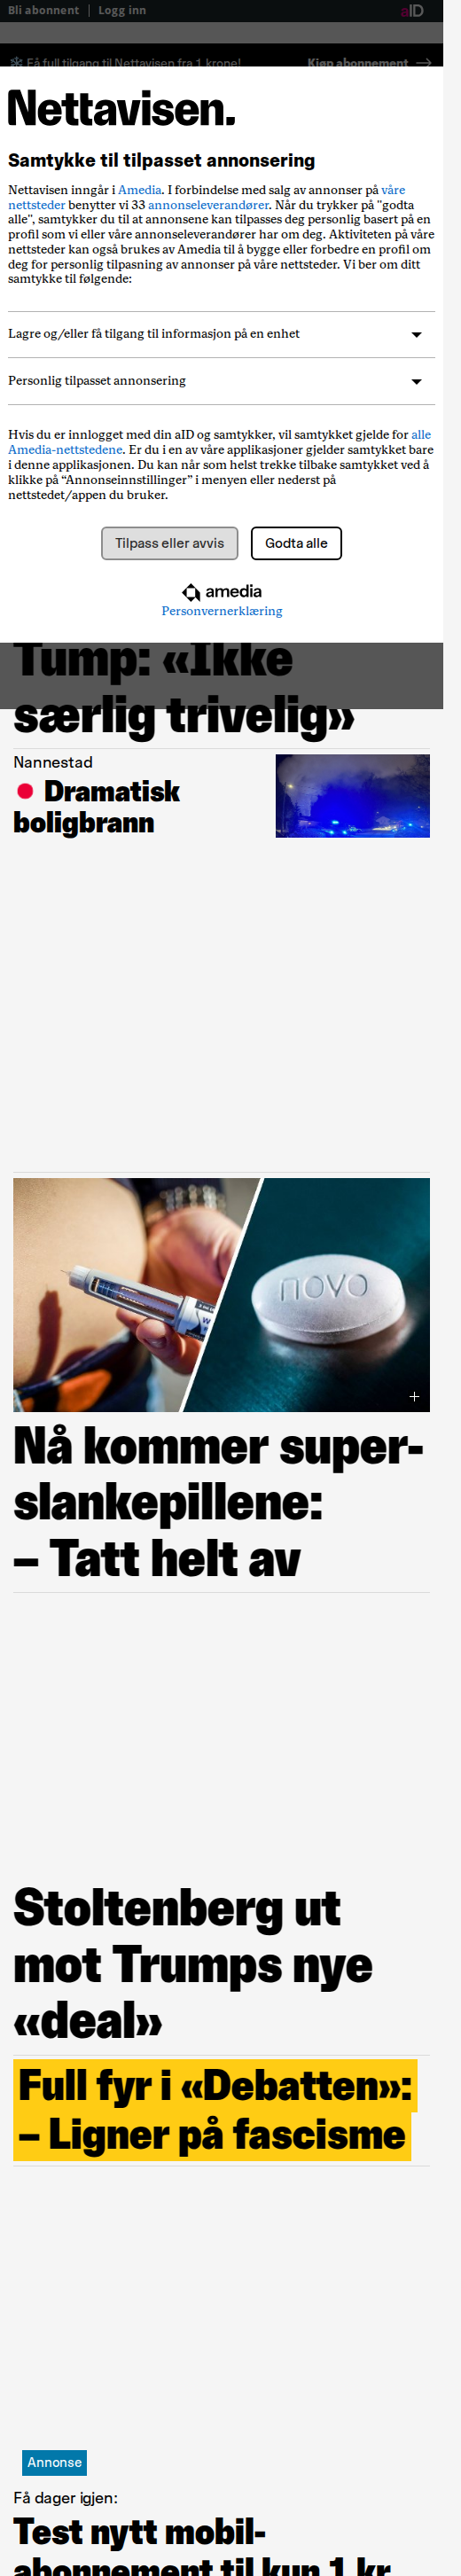 Bli abonnent | Logg inn
aID
Få full tilgang til Nettavisen fra 1 krone!
Kjøp abonnement
Nettavisen.
Samtykke til tilpasset annonsering
Nettavisen inngår i Amedia. I forbindelse med salg av annonser på våre
nettsteder benytter vi 33 annonseleverandører. Når du trykker på "godta
alle", samtykker du til at annonsene kan tilpasses deg personlig basert på en
profil som vi eller våre annonseleverandører har om deg. Aktiviteten på våre
nettsteder kan også brukes av Amedia til å bygge eller forbedre en profil om
deg for personlig tilpasning av annonser på våre nettsteder. Vi ber om ditt
samtykke til følgende:
Lagre og/eller få tilgang til informasjon på en enhet
Personlig tilpasset annonsering
Hvis du er innlogget med din aID og samtykker, vil samtykket gjelde for alle
Amedia-nettstedene. Er du i en av våre applikasjoner gjelder samtykket bare
i denne applikasjonen. Du kan når som helst trekke tilbake samtykket ved å
klikke på “Annonseinnstillinger” i menyen eller nederst på
nettstedet/appen du bruker.
Tilpass eller avvis
Godta alle
amedia
Personvernerklæring
Tump: «Ikke
særlig trivelig»
Nannestad
Dramatisk
boligbrann
novo
Nå kommer super-
slankepillene:
– Tatt helt av
Stoltenberg ut
mot Trumps nye
«deal»
Full fyr i «Debatten»:
– Ligner på fascisme
Annonse
Få dager igjen:
Test nytt mobil-
abonnement til kun 1 kr